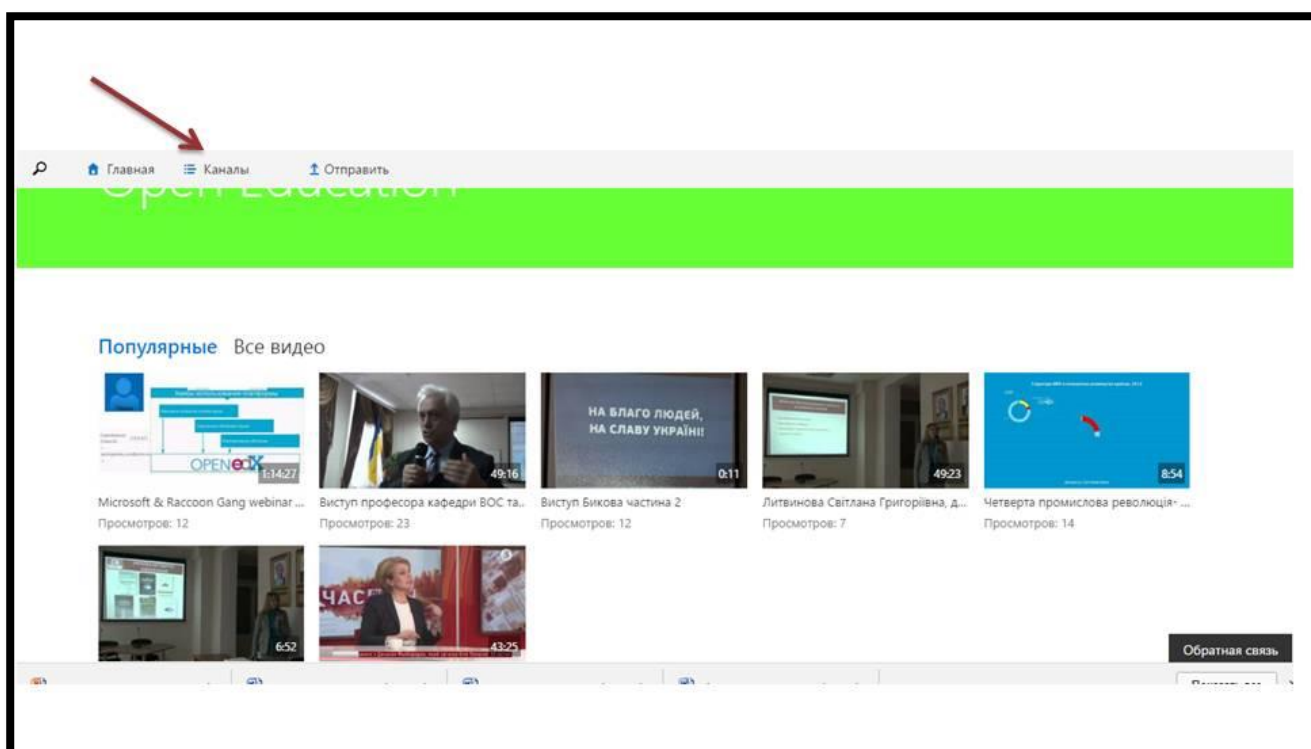 Главная Каналы Отправить
Open Education
Популярные Все видео
OPENedX
1:14:27
49:16
НА БЛАГО ЛЮДЕЙ,
НА СЛАВУ УКРАЇНІ!
0:11
49:23
8:54
Microsoft & Raccoon Gang webinar ...
Виступ професора кафедри ВОС та...
Виступ Бикова частина 2
Литвинова Світлана Григоріївна, д...
Четверта промислова революція- ...
Просмотров: 12
Просмотров: 23
Просмотров: 12
Просмотров: 7
Просмотров: 14
6:52
ЧАС
43:25
Обратная связь